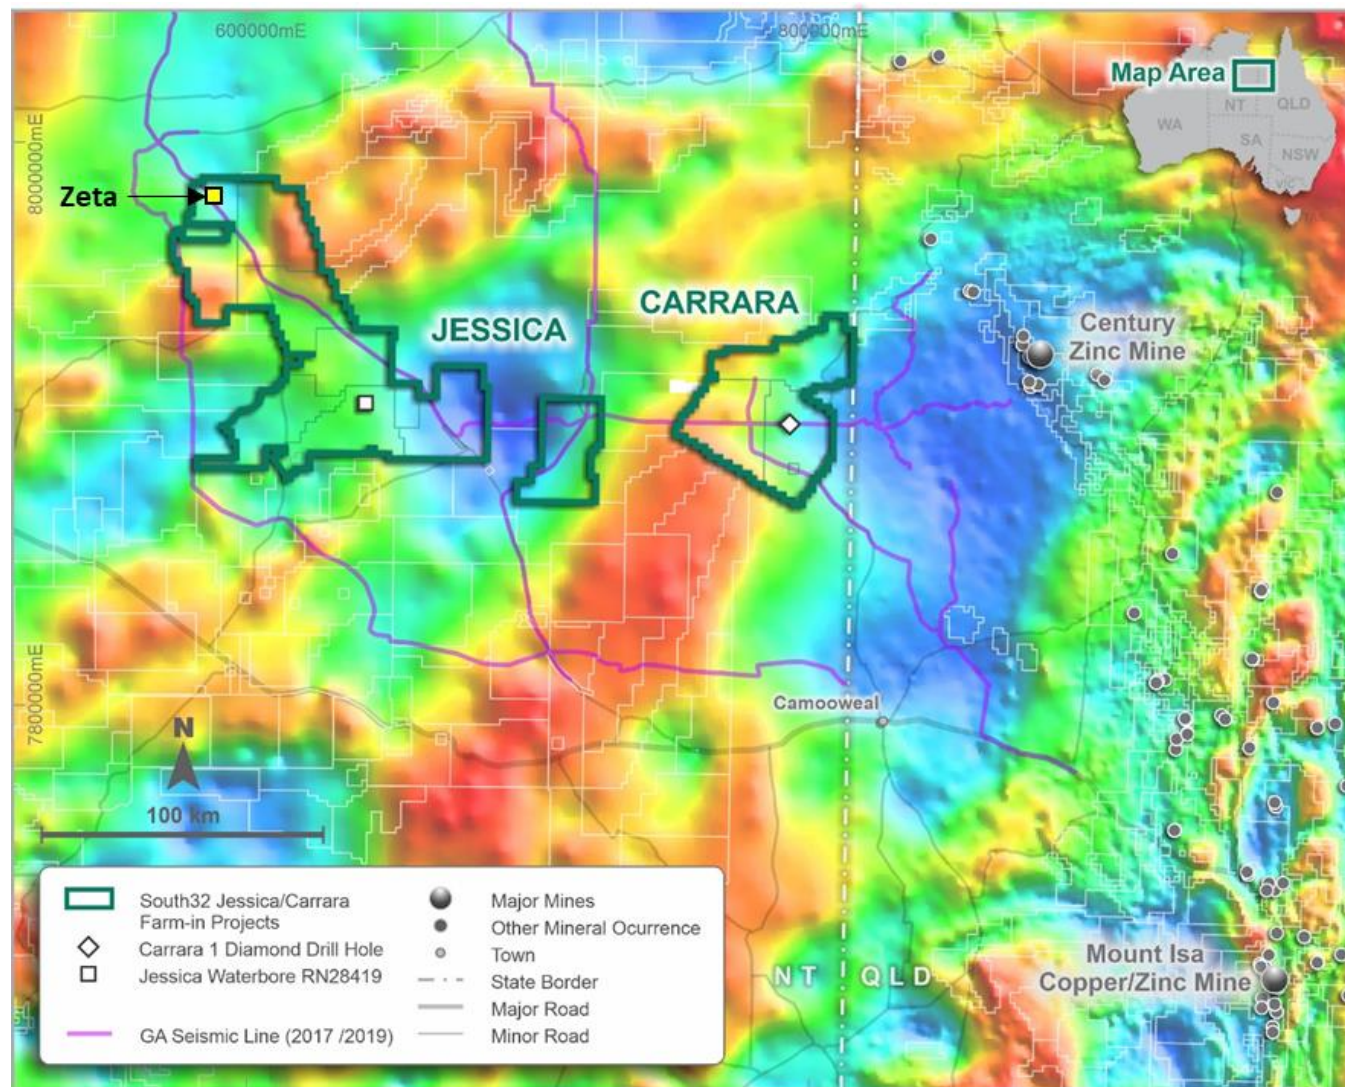 600000mE
800000mE
Map Area
NT
QLD
WA
SA
NSW
VIC
8000000mE
Zeta
JESSICA
CARRARA
Century
Zinc Mine
7800000mE
Camooweal
N
100 km
South32 Jessica/Carrara
Farm-in Projects
Carrara 1 Diamond Drill Hole
Jessica Waterbore RN28419
GA Seismic Line (2017 /2019)
Major Mines
Other Mineral Ocurrence
Town
State Border
Major Road
Minor Road
NT QLD
Mount Isa
Copper/Zinc Mine